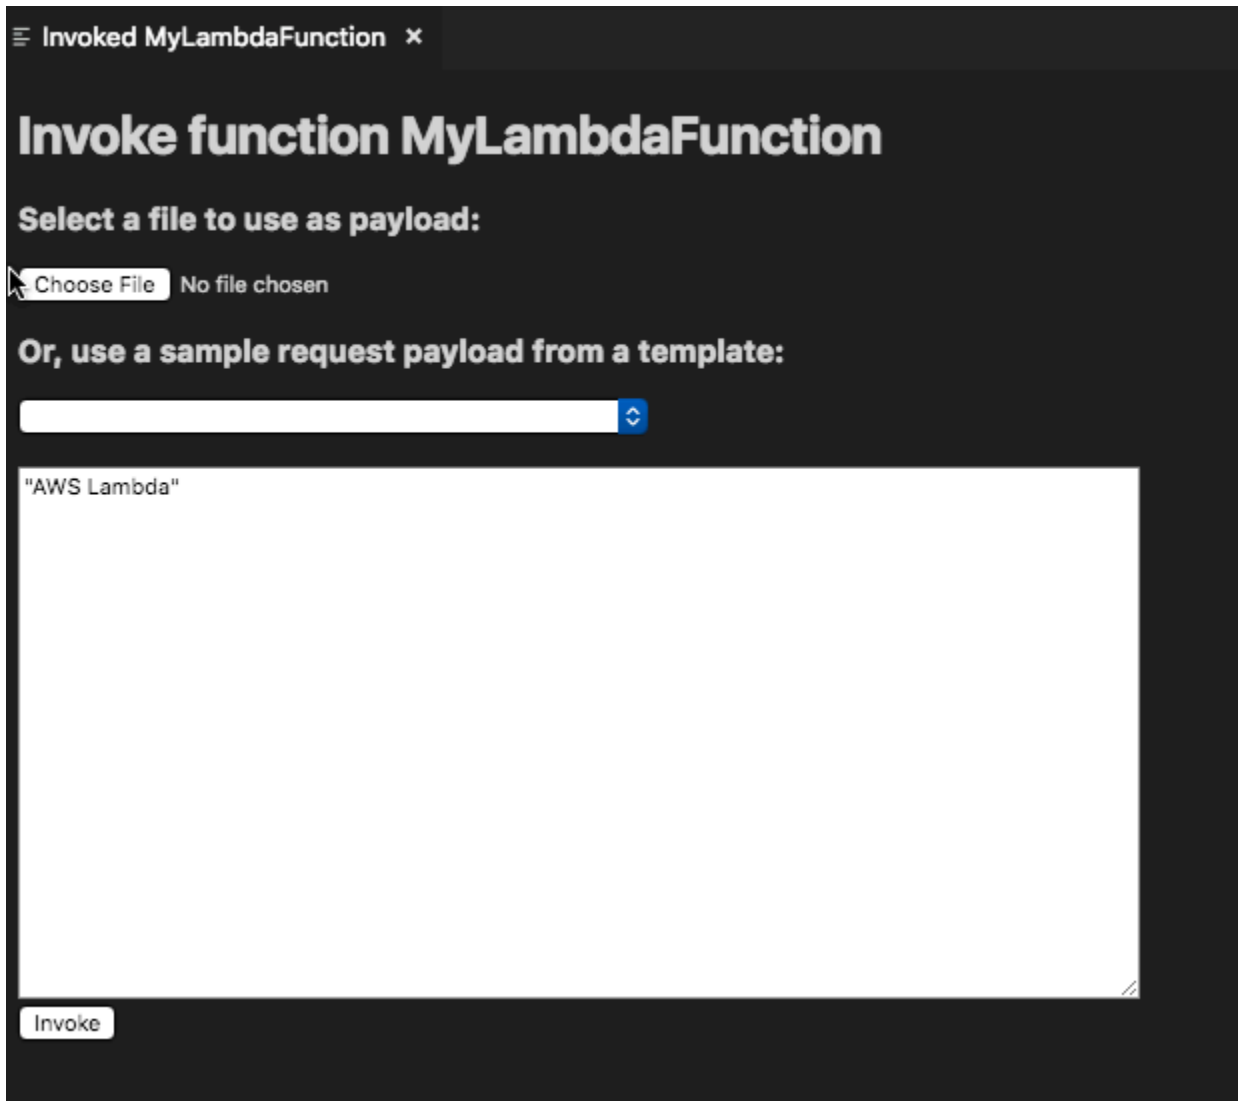 Invoked MyLambdaFunction
Invoke function MyLambdaFunction
Select a file to use as payload:
Choose File No file chosen
Or, use a sample request payload from a template:
"AWS Lambda"
Invoke